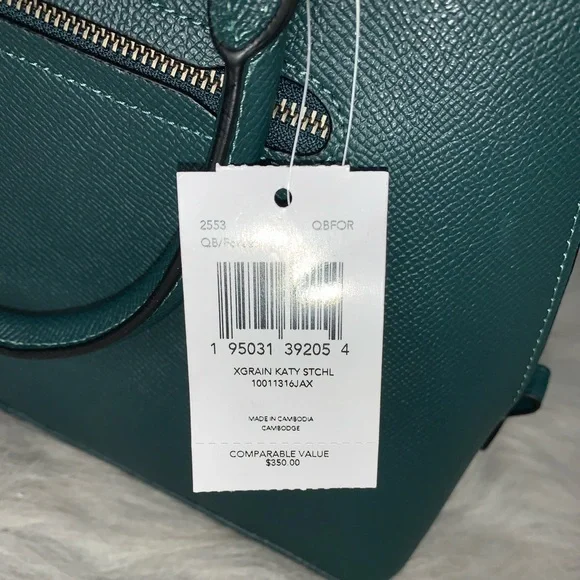 2553 QBFOR
1 95031 39205 4
XGRAIN KATY STCHL
10011316JAX
MADE IN CAMBODIA
CAMBODGE
COMPARABLE VALUE
$350.00